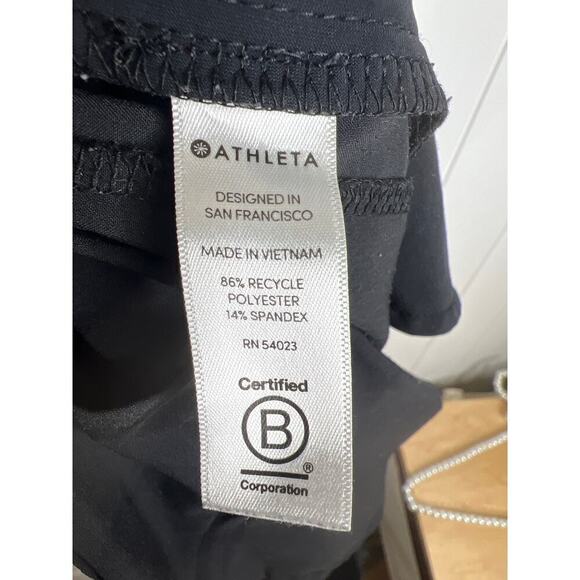 ATHLETA
DESIGNED IN
SAN FRANCISCO
MADE IN VIETNAM
86% RECYCLE
POLYESTER
14% SPANDEX
RN 54023
Certified
B
®
Corporation